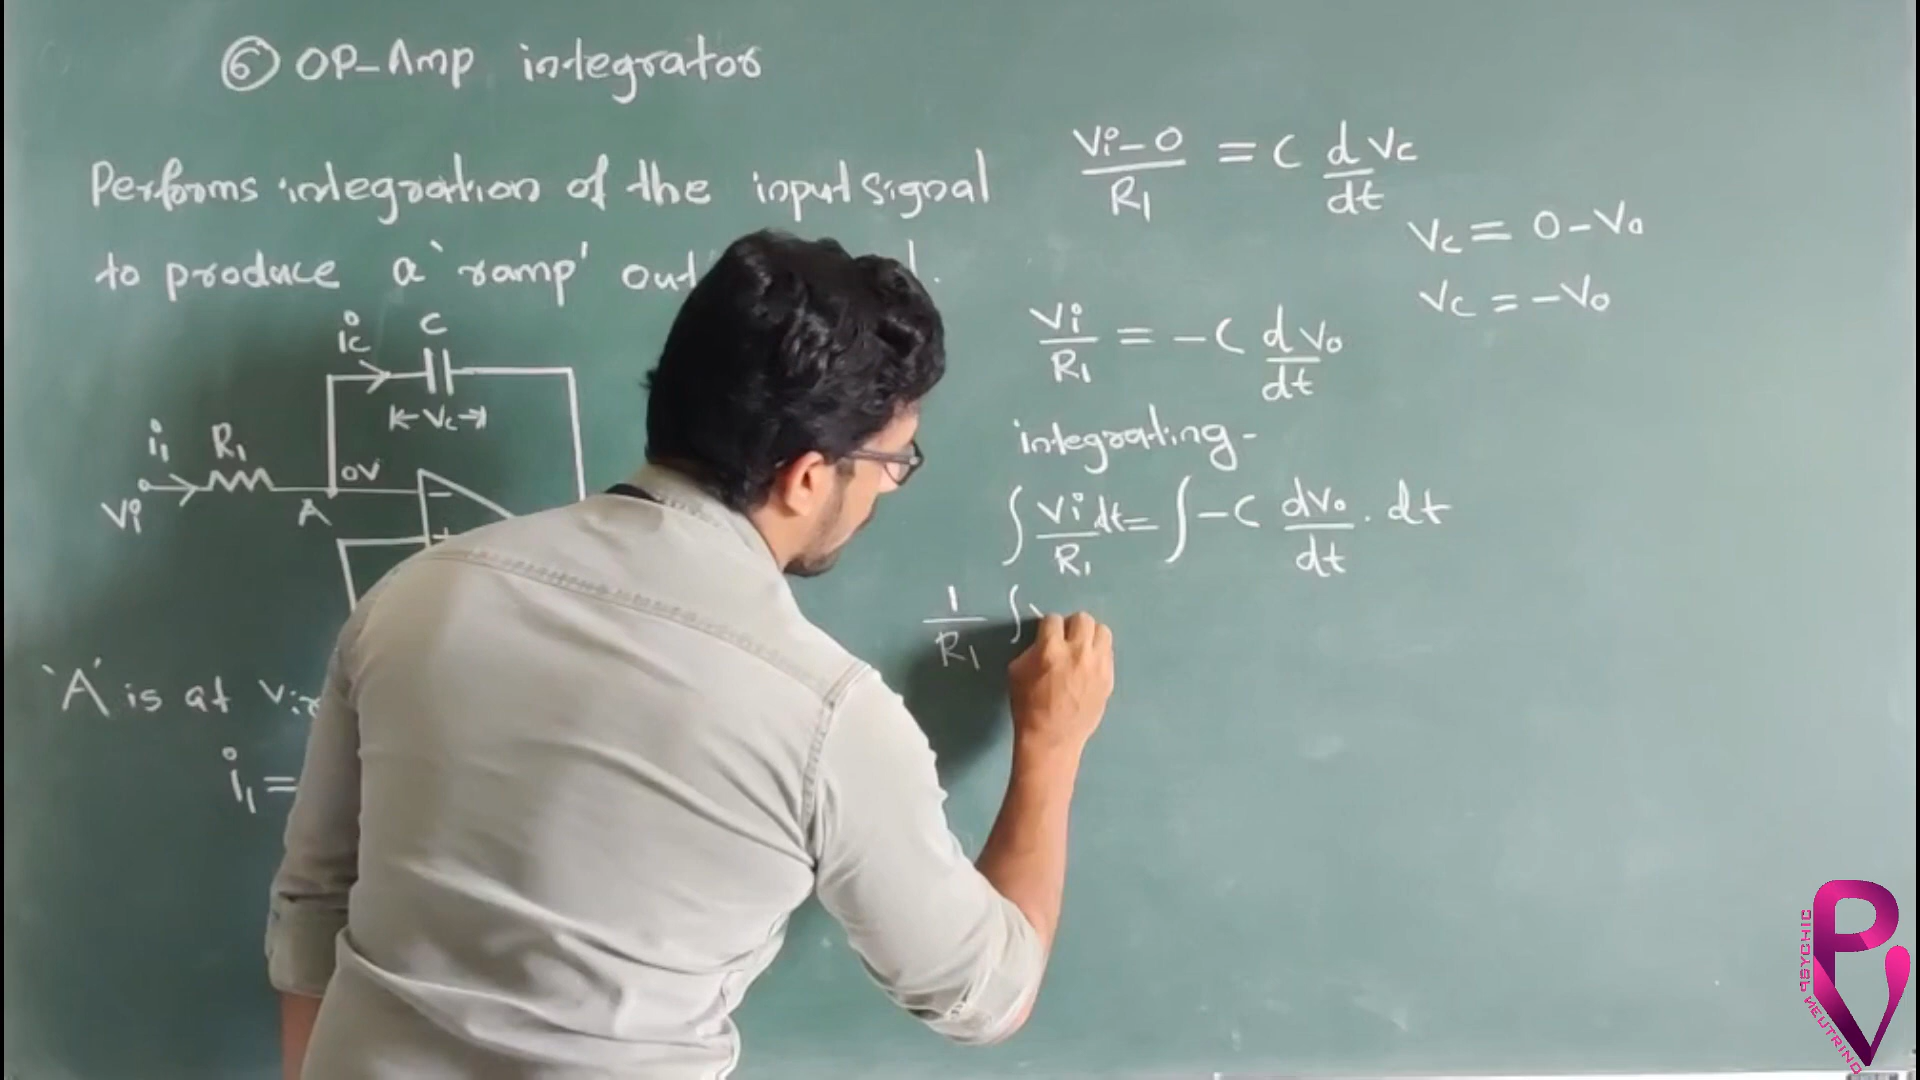 ⑥ OP-Amp integrator
Performs integration of the input signal
to produce a 'ramp' out
ic C
←Vc→
i1 R1
0V
Vi A
-
+
'A' is at
i1 =
Vi-0/R1 = C dVc/dt
Vc = 0-Vo
Vc = -Vo
Vi/R1 = -C dVo/dt
integrating-
∫ Vi/R1 dt = ∫ -C dVo/dt . dt
1/R1 ∫
PSYCHIC NEUTRINO